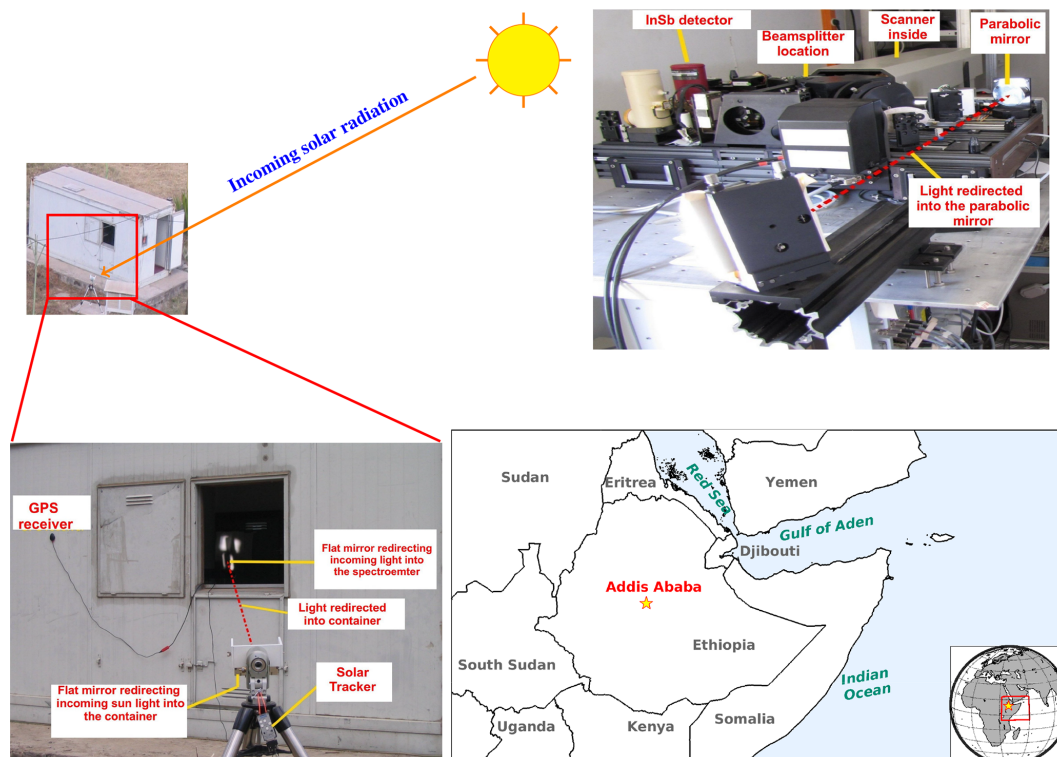 InSb detector
Beamsplitter
location
Scanner
inside
Parabolic
mirror
Incoming solar radiation
Light redirected
into the parabolic
mirror
GPS
receiver
Flat mirror redirecting
incoming light into
the spectroemter
Light redirected
into container
Solar
Tracker
Flat mirror redirecting
incoming sun light into
the container
Sudan
Eritrea
Red Sea
Yemen
Gulf of Aden
Djibouti
Addis Ababa
Ethiopia
South Sudan
Indian
Ocean
Uganda
Kenya
Somalia